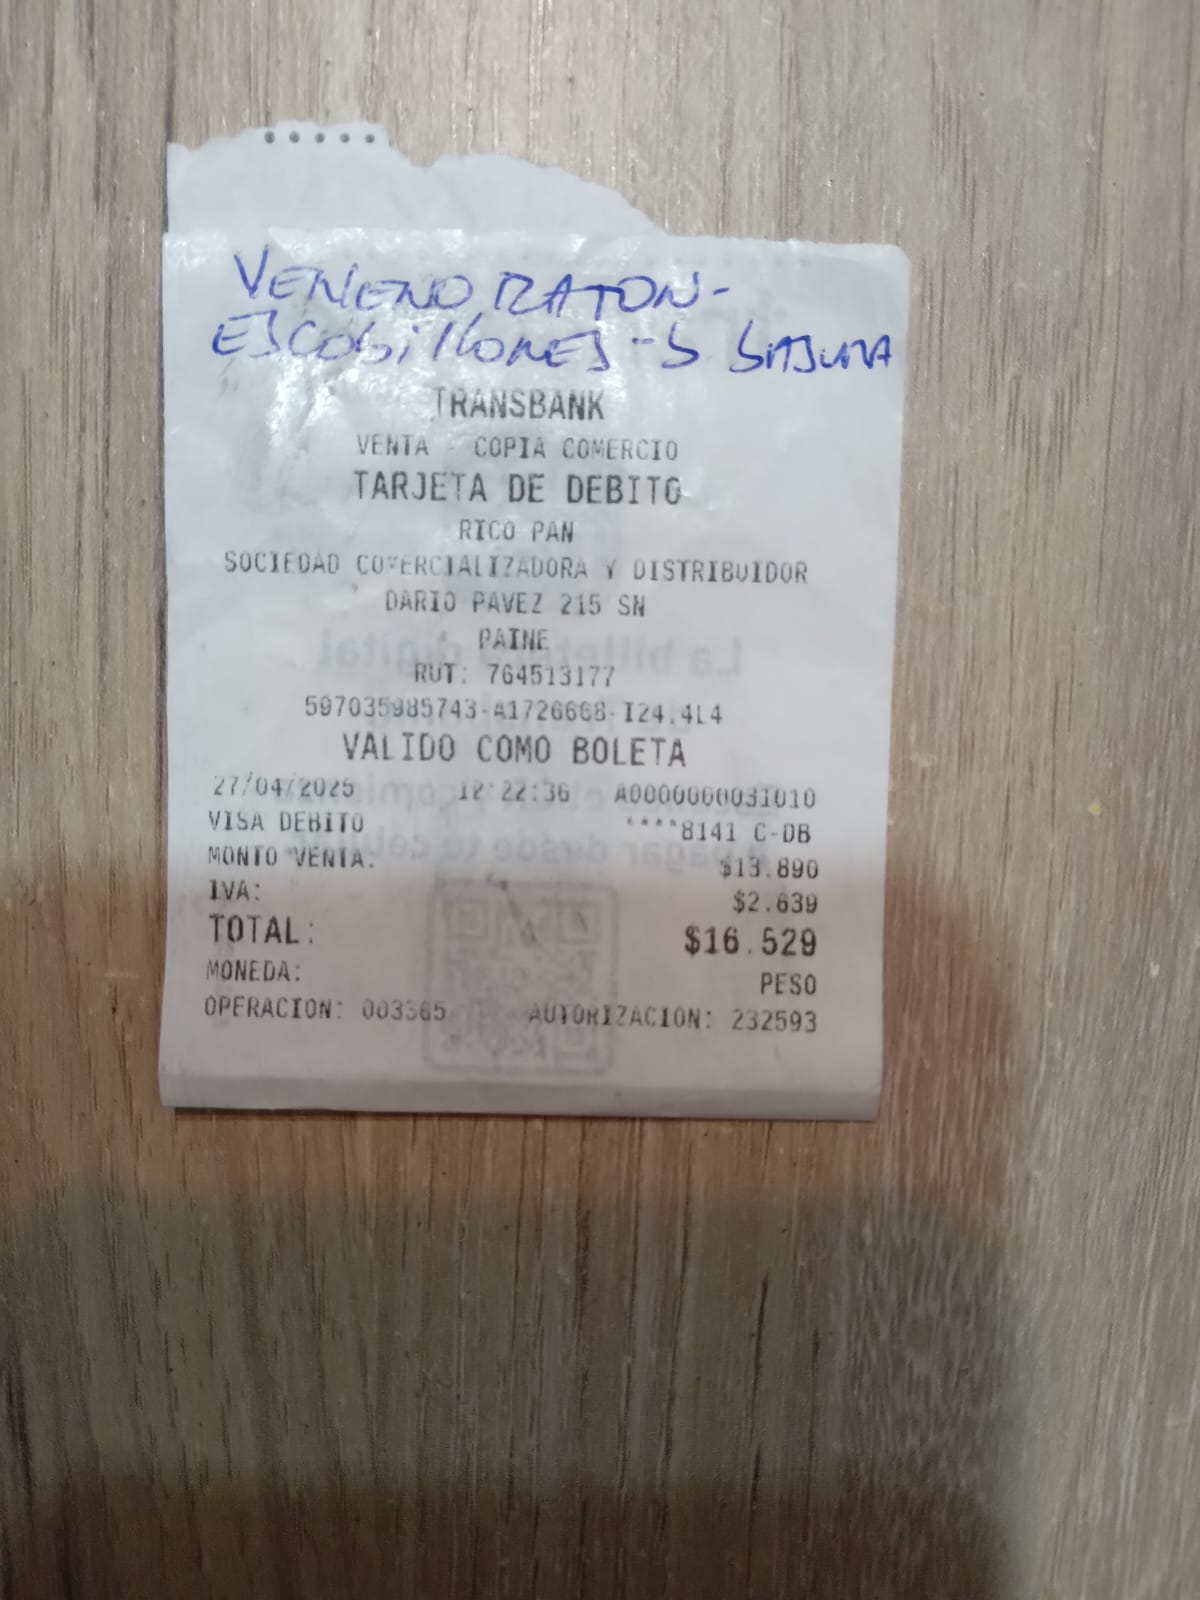 VENENO RATON-
ESCOBILLONES - S BASURA
TRANSBANK
VENTA - COPIA COMERCIO
TARJETA DE DEBITO
RICO PAN
SOCIEDAD COMERCIALIZADORA Y DISTRIBUIDOR
DARIO PAVEZ 215 SN
PAINE
RUT: 764513177
597035985743-A1726668-I24.4L4
VALIDO COMO BOLETA
27/04/2025 12:22:36 A0000000031010
VISA DEBITO ****8141 C-DB
MONTO VENTA: $13.890
IVA: $2.639
TOTAL: $16.529
MONEDA: PESO
OPERACION: 003365 AUTORIZACION: 232593